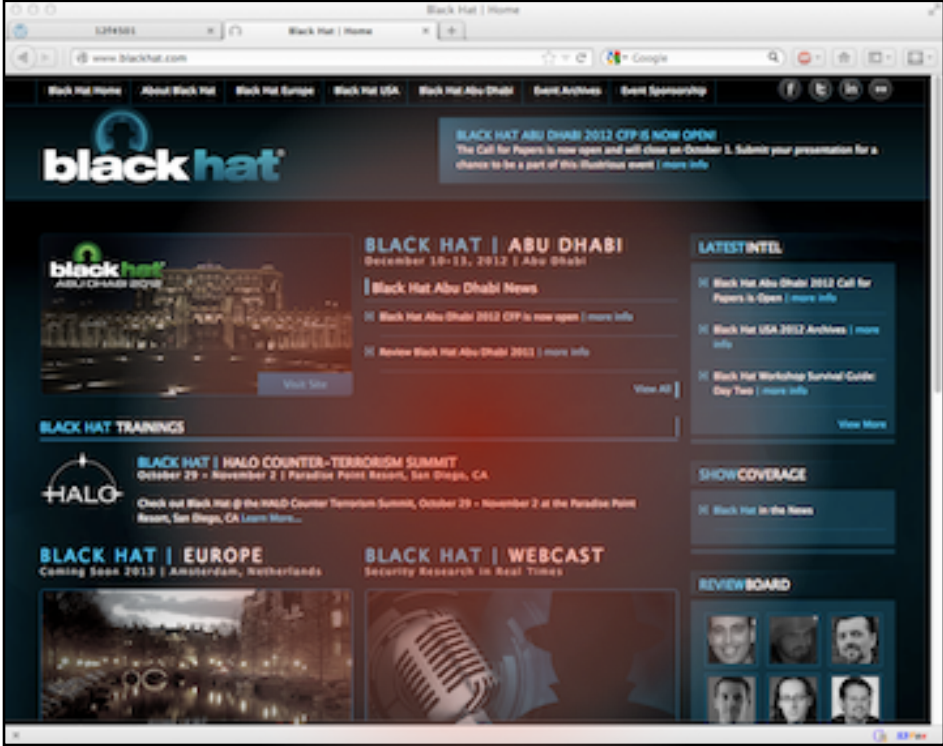 Black Hat | Home
12f4501
Black Hat | Home
www.blackhat.com
Google
Black Hat Home About Black Hat Black Hat Europe Black Hat USA Black Hat Abu Dhabi Event Archives Event Sponsorship
black hat
BLACK HAT ABU DHABI 2012 CFP IS NOW OPEN!
The Call for Papers is now open and will close on October 1. Submit your presentation for a
chance to be a part of this illustrious event | more info
black hat
ABU DHABI 2012
Visit Site
BLACK HAT | ABU DHABI
December 10-13, 2012 | Abu Dhabi
Black Hat Abu Dhabi News
Black Hat Abu Dhabi 2012 CFP is now open | more info
Review Black Hat Abu Dhabi 2011 | more info
View All
LATESTINTEL
Black Hat Abu Dhabi 2012 Call for
Papers is Open | more info
Black Hat USA 2012 Archives | more
info
Black Hat Workshop Survival Guide:
Day Two | more info
View More
BLACK HAT TRAININGS
HALO
BLACK HAT | HALO COUNTER-TERRORISM SUMMIT
October 29 - November 2 | Paradise Point Resort, San Diego, CA
Check out Black Hat @ the HALO Counter Terrorism Summit, October 29 - November 2 at the Paradise Point
Resort, San Diego, CA Learn More...
SHOWCOVERAGE
Black Hat in the News
BLACK HAT | EUROPE
Coming Soon 2013 | Amsterdam, Netherlands
BLACK HAT | WEBCAST
Security Research in Real Times
REVIEWBOARD